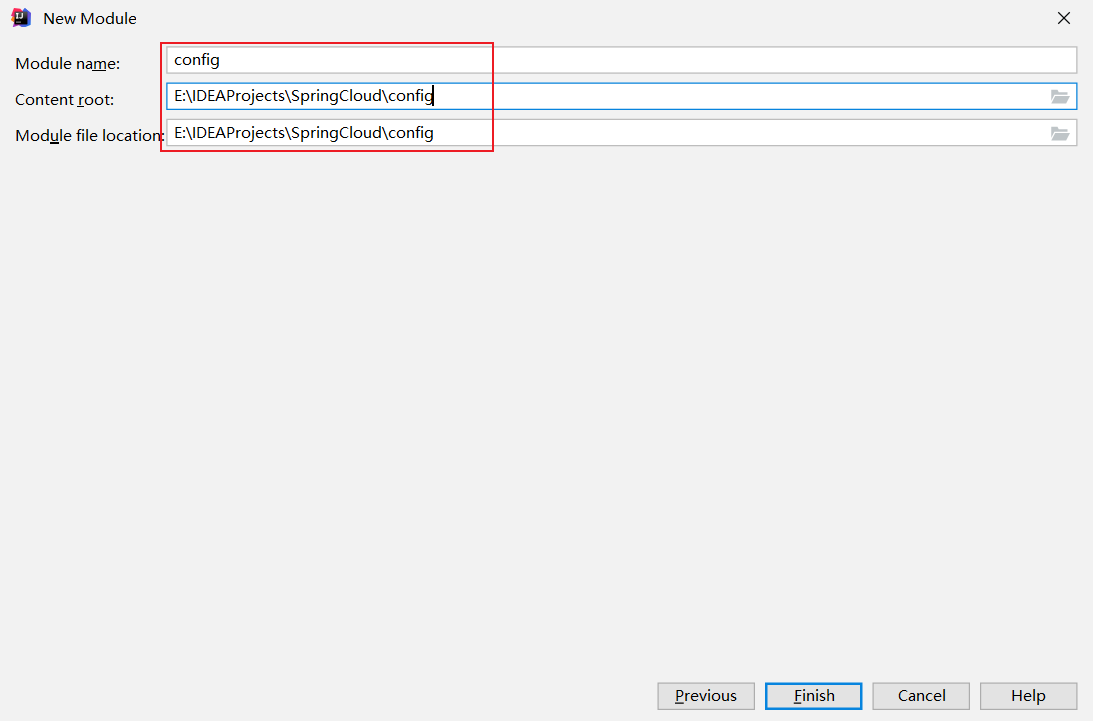 New Module
Module name: config
Content root: E:\IDEAProjects\SpringCloud\config
Module file location: E:\IDEAProjects\SpringCloud\config
Previous Finish Cancel Help